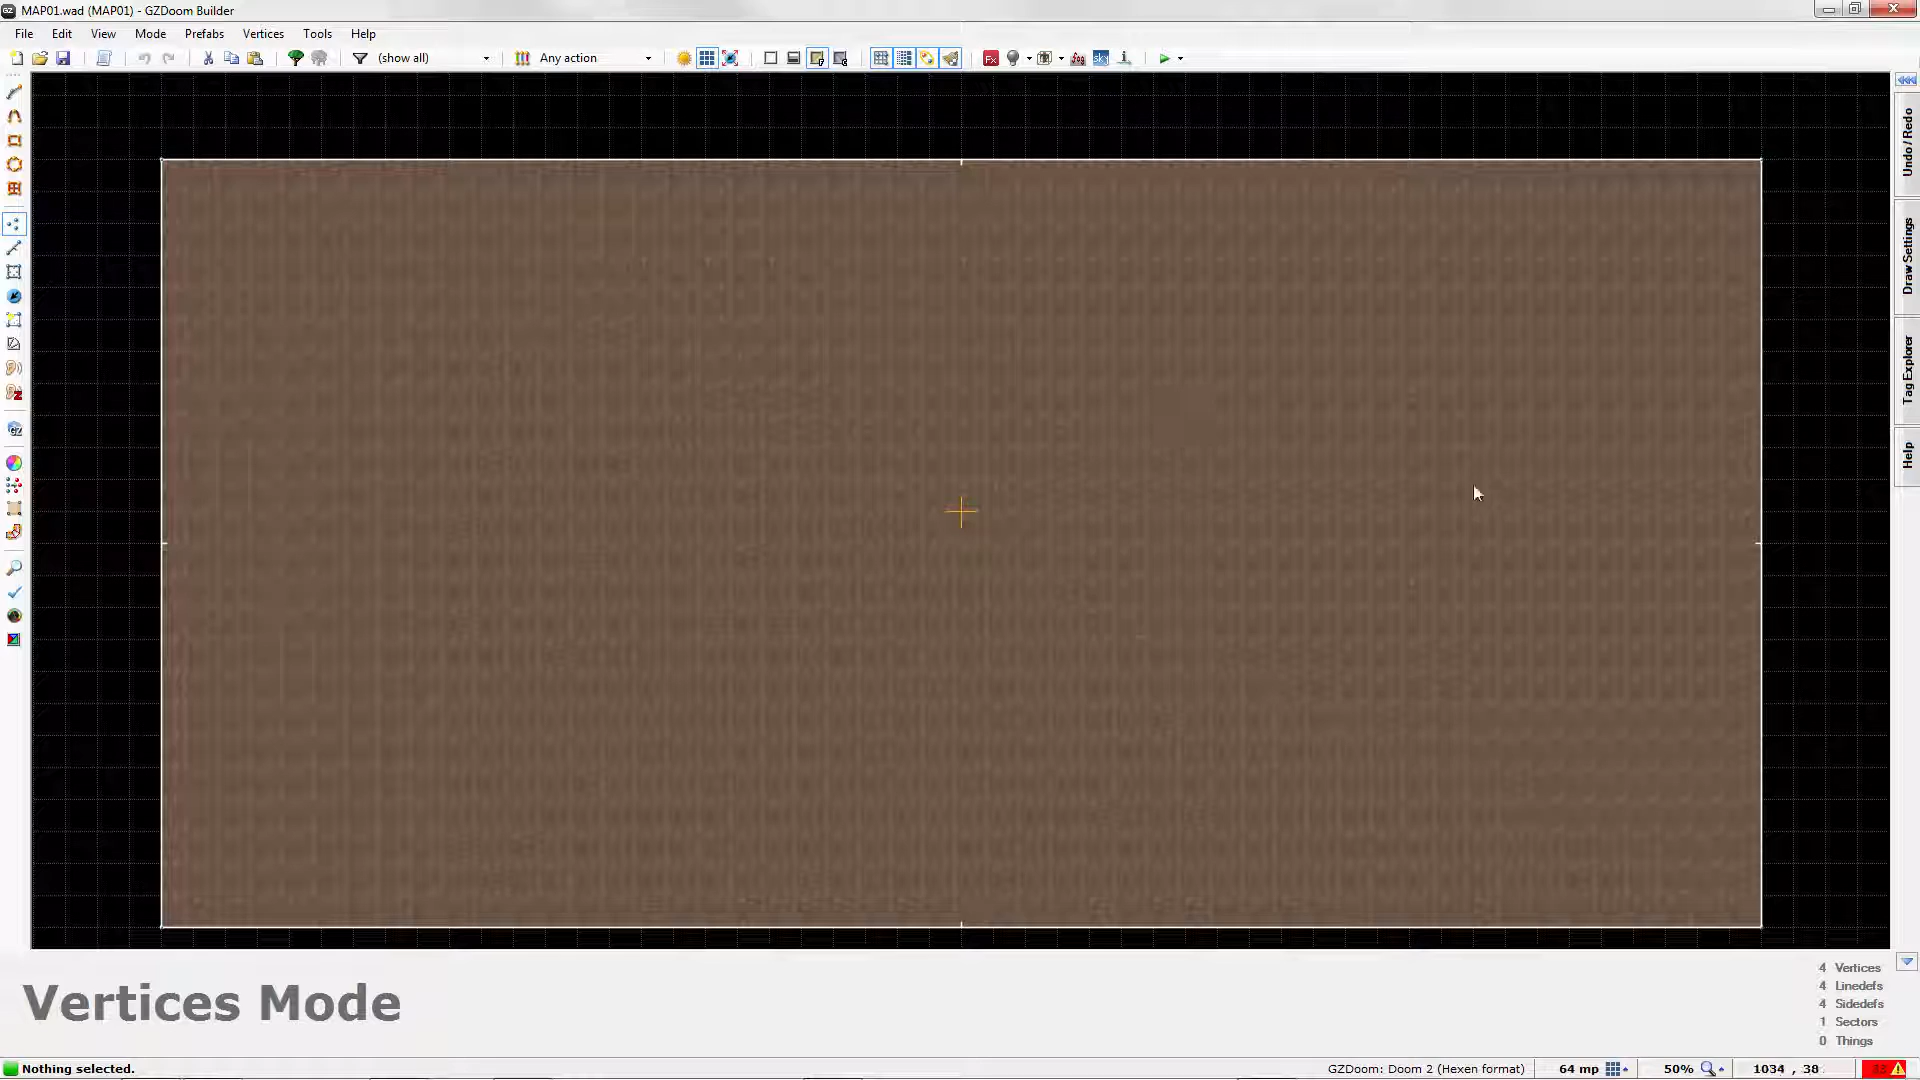 MAP01.wad (MAP01) - GZDoom Builder
File Edit View Mode Prefabs Vertices Tools Help
(show all) Any action Fx sky
Undo / Redo
Draw Settings
Tag Explorer
Help
Vertices Mode
4 Vertices
4 Linedefs
4 Sidedefs
1 Sectors
0 Things
Nothing selected. GZDoom: Doom 2 (Hexen format) 64 mp 50% 1034 , 38